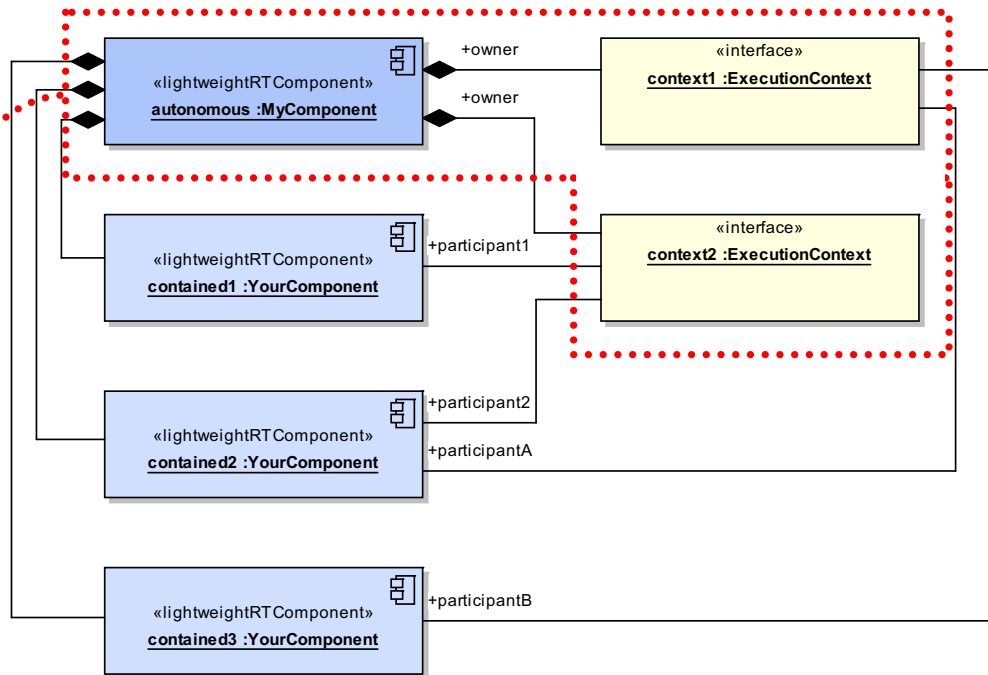 «lightweightRTComponent»
autonomous :MyComponent
+owner
+owner
«interface»
context1 :ExecutionContext
«lightweightRTComponent»
contained1 :YourComponent
+participant1
«interface»
context2 :ExecutionContext
«lightweightRTComponent»
contained2 :YourComponent
+participant2
+participantA
«lightweightRTComponent»
contained3 :YourComponent
+participantB